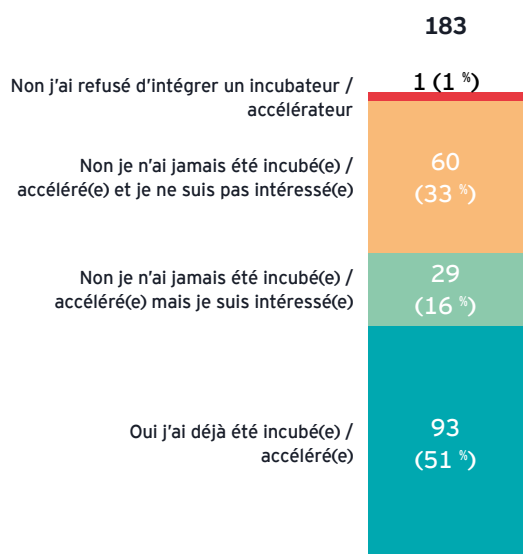 183
Non j'ai refusé d'intégrer un incubateur /
accélérateur
1 (1 %)
Non je n'ai jamais été incubé(e) /
accéléré(e) et je ne suis pas intéressé(e)
60
(33 %)
Non je n'ai jamais été incubé(e) /
accéléré(e) mais je suis intéressé(e)
29
(16 %)
Oui j'ai déjà été incubé(e) /
accéléré(e)
93
(51 %)